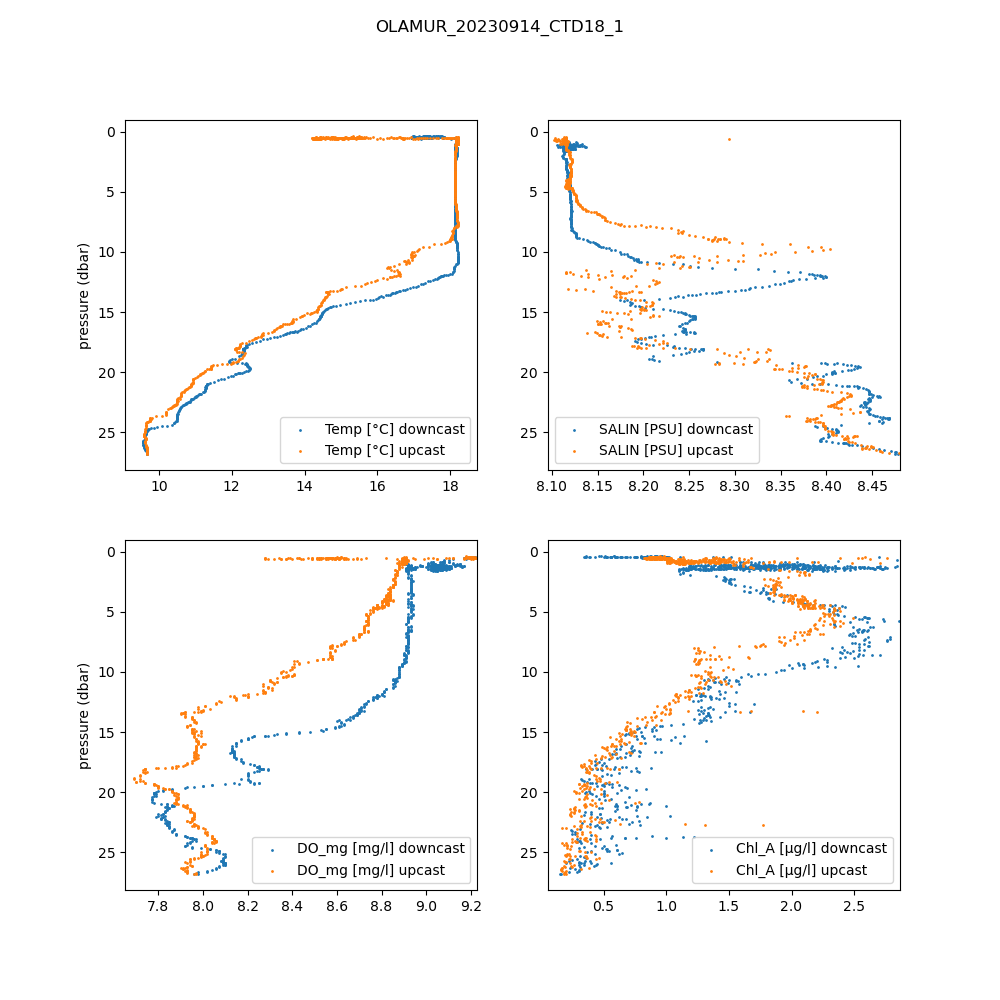 OLAMUR_20230914_CTD18_1
0
5
10
15
20
25
pressure (dbar)
10 12 14 16 18
Temp [°C] downcast
Temp [°C] upcast
0
5
10
15
20
25
8.10 8.15 8.20 8.25 8.30 8.35 8.40 8.45
SALIN [PSU] downcast
SALIN [PSU] upcast
0
5
10
15
20
25
pressure (dbar)
7.8 8.0 8.2 8.4 8.6 8.8 9.0 9.2
DO_mg [mg/l] downcast
DO_mg [mg/l] upcast
0
5
10
15
20
25
0.5 1.0 1.5 2.0 2.5
Chl_A [µg/l] downcast
Chl_A [µg/l] upcast